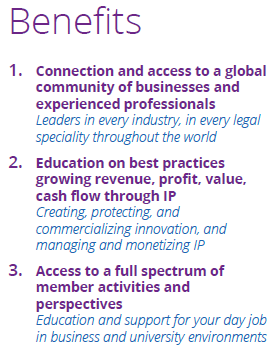 Benefits
1. Connection and access to a global
community of businesses and
experienced professionals
Leaders in every industry, in every legal
speciality throughout the world
2. Education on best practices
growing revenue, profit, value,
cash flow through IP
Creating, protecting, and
commercializing innovation, and
managing and monetizing IP
3. Access to a full spectrum of
member activities and
perspectives
Education and support for your day job
in business and university environments